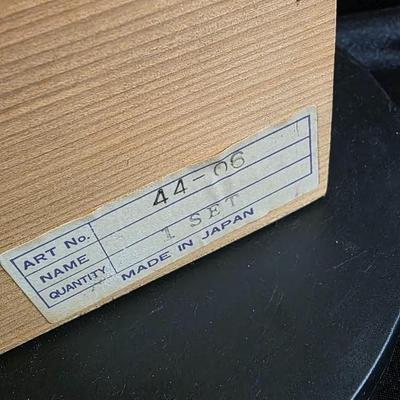 ART No. 44-06
NAME
QUANTITY 1 SET
MADE IN JAPAN